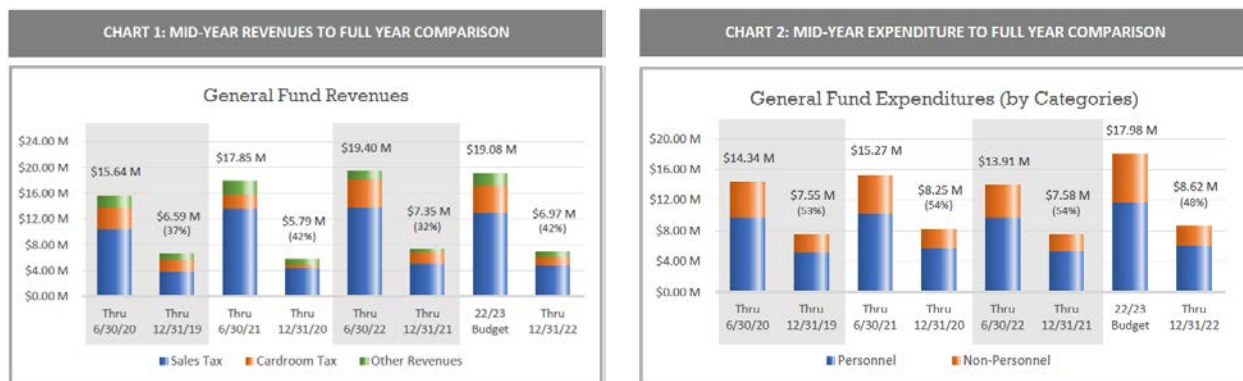 CHART 1: MID-YEAR REVENUES TO FULL YEAR COMPARISON
General Fund Revenues
$24.00 M
$20.00 M
$16.00 M
$12.00 M
$8.00 M
$4.00 M
$0.00 M
$15.64 M
$6.59 M
(37%)
$17.85 M
$5.79 M
(42%)
$19.40 M
$7.35 M
(32%)
$19.08 M
$6.97 M
(42%)
Thru
6/30/20
Thru
12/31/19
Thru
6/30/21
Thru
12/31/20
Thru
6/30/22
Thru
12/31/21
22/23
Budget
Thru
12/31/22
Sales Tax
Cardroom Tax
Other Revenues
CHART 2: MID-YEAR EXPENDITURE TO FULL YEAR COMPARISON
General Fund Expenditures (by Categories)
$20.00 M
$16.00 M
$12.00 M
$8.00 M
$4.00 M
$0.00 M
$14.34 M
$7.55 M
(53%)
$15.27 M
$8.25 M
(54%)
$13.91 M
$7.58 M
(54%)
$17.98 M
$8.62 M
(48%)
Thru
6/30/20
Thru
12/31/19
Thru
6/30/21
Thru
12/31/20
Thru
6/30/22
Thru
12/31/21
22/23
Budget
Thru
12/31/22
Personnel
Non-Personnel